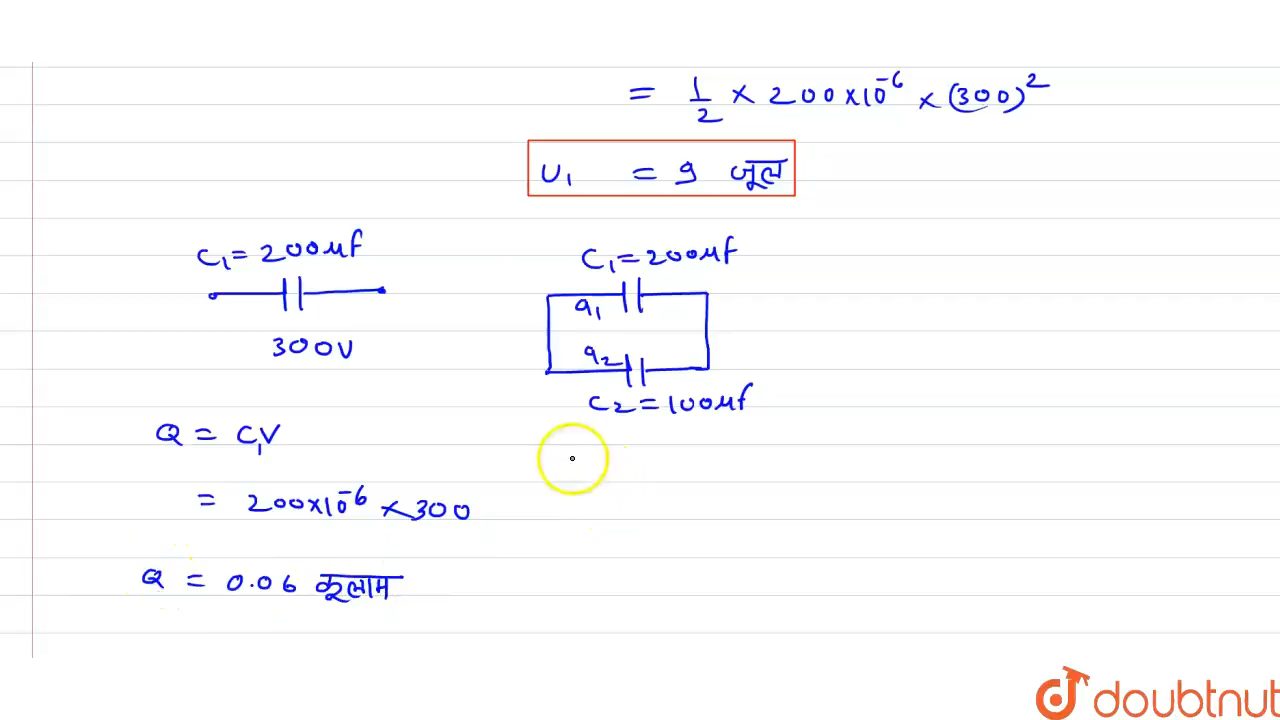 = 1/2 × 200×10⁻⁶ × (300)²
U₁ = 9 जूल
C₁ = 200μf
300V
C₁ = 200μf
q₁
q₂
C₂ = 100μf
Q = C₁V
= 200×10⁻⁶ × 300
Q = 0.06 कूलाम
doubtnut